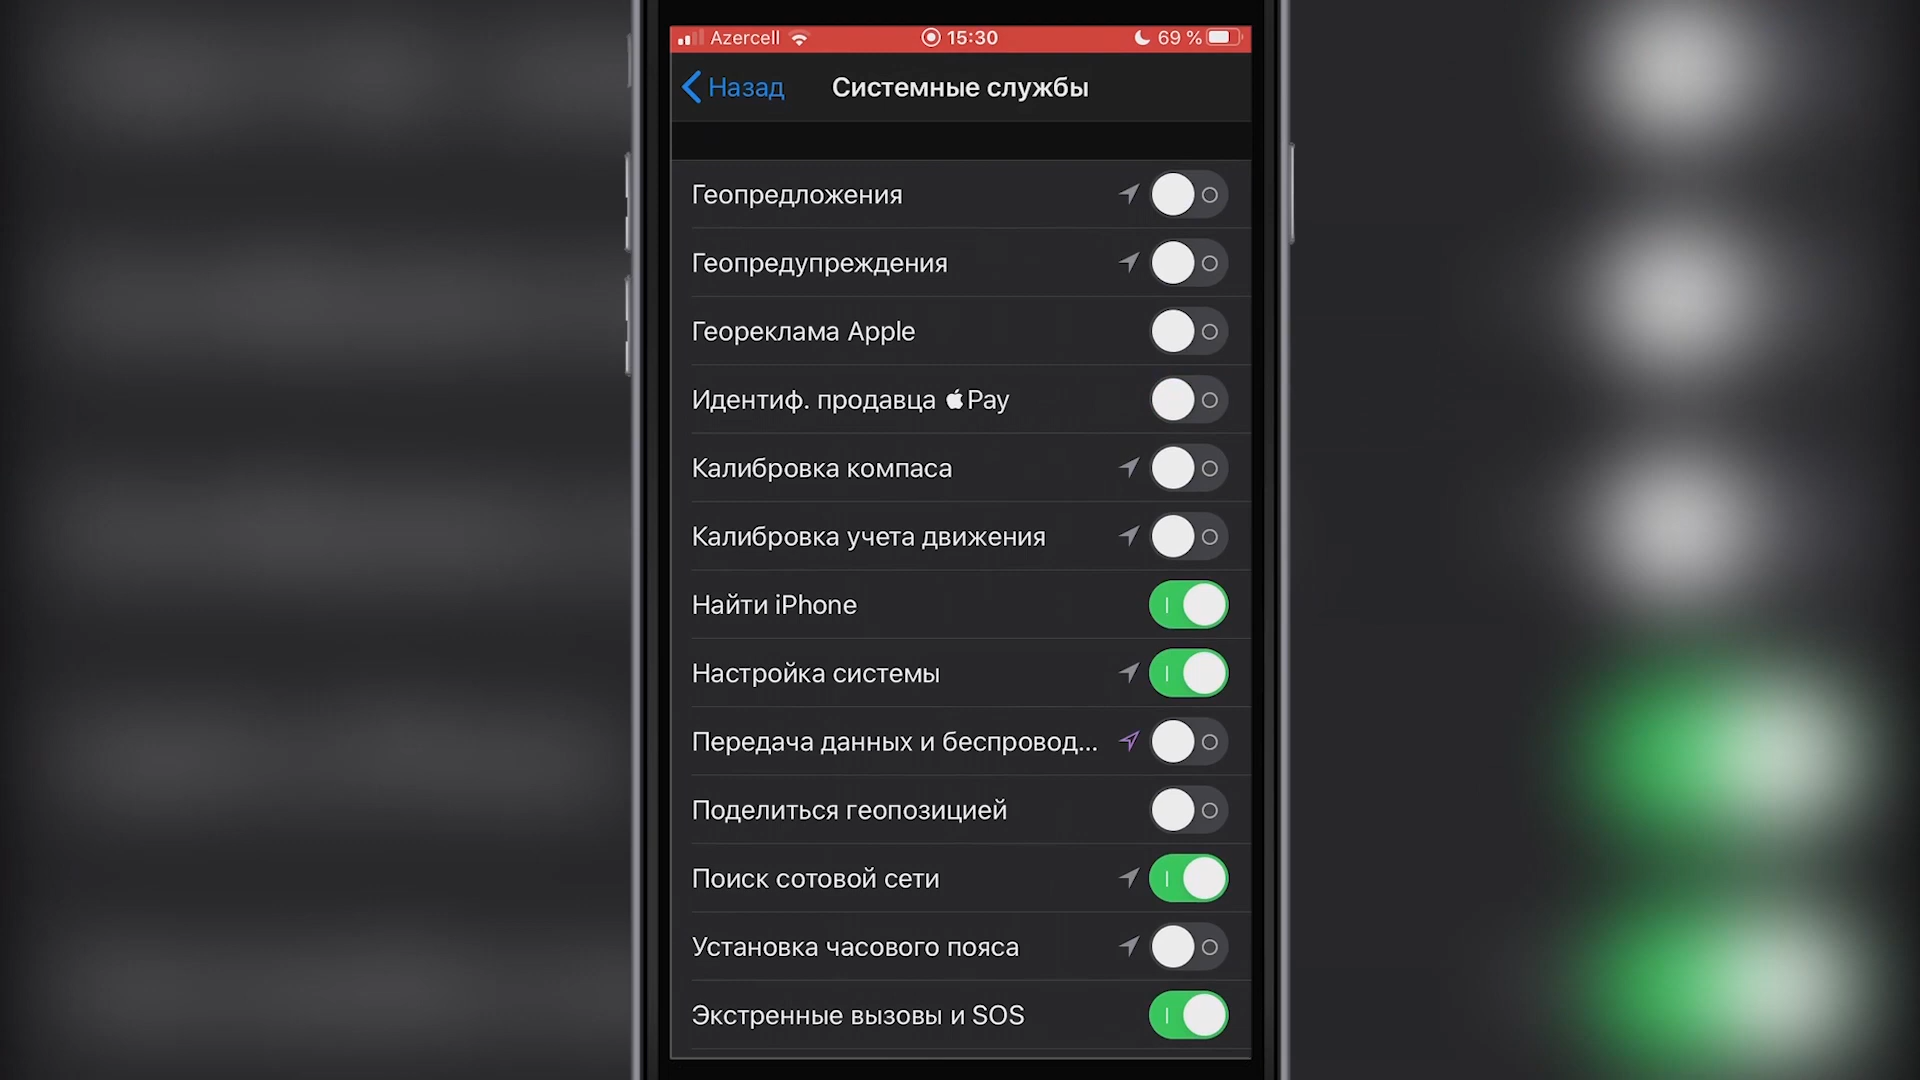 Azercell 15:30 69 %
Назад Системные службы
Геопредложения
Геопредупреждения
Геореклама Apple
Идентиф. продавца Pay
Калибровка компаса
Калибровка учета движения
Найти iPhone
Настройка системы
Передача данных и беспровод...
Поделиться геопозицией
Поиск сотовой сети
Установка часового пояса
Экстренные вызовы и SOS